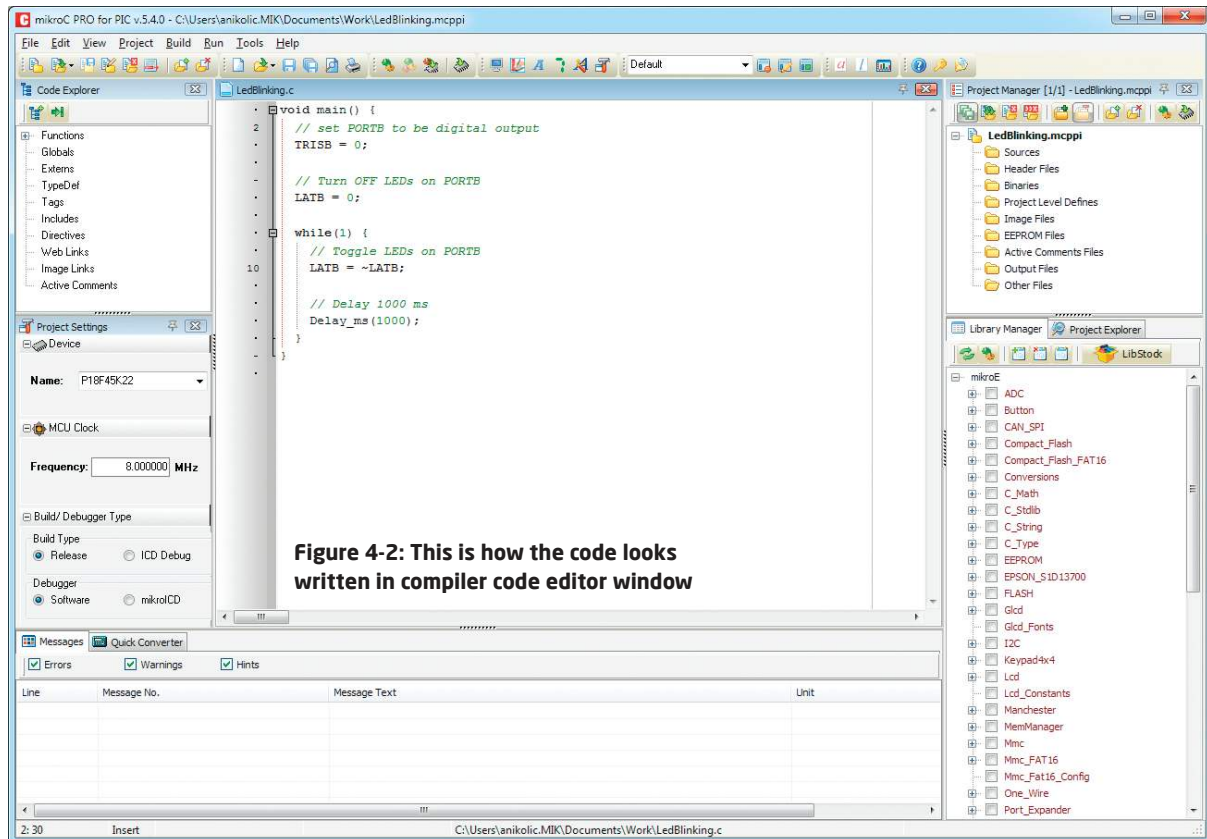 mikroC PRO for PIC v.5.4.0 - C:\Users\anikolic.MIK\Documents\Work\LedBlinking.mcppi
File Edit View Project Build Run Tools Help
Default
Code Explorer
Functions
Globals
Externs
TypeDef
Tags
Includes
Directives
Web Links
Image Links
Active Comments
Project Settings
Device
Name: P18F45K22
MCU Clock
Frequency: 8.000000 MHz
Build/ Debugger Type
Build Type
Release ICD Debug
Debugger
Software mikroICD
LedBlinking.c
void main() {
2 // set PORTB to be digital output
TRISB = 0;
// Turn OFF LEDs on PORTB
LATB = 0;
while(1) {
// Toggle LEDs on PORTB
10 LATB = ~LATB;
// Delay 1000 ms
Delay_ms(1000);
}
}
Figure 4-2: This is how the code looks
written in compiler code editor window
Project Manager [1/1] - LedBlinking.mcppi
LedBlinking.mcppi
Sources
Header Files
Binaries
Project Level Defines
Image Files
EEPROM Files
Active Comments Files
Output Files
Other Files
Library Manager Project Explorer
LibStock
mikroE
ADC
Button
CAN_SPI
Compact_Flash
Compact_Flash_FAT16
Conversions
C_Math
C_Stdlib
C_String
C_Type
EEPROM
EPSON_S1D13700
FLASH
Glcd
Glcd_Fonts
I2C
Keypad4x4
Lcd
Lcd_Constants
Manchester
MemManager
Mmc
Mmc_FAT16
Mmc_Fat16_Config
One_Wire
Port_Expander
Messages Quick Converter
Errors Warnings Hints
Line Message No. Message Text Unit
2: 30 Insert C:\Users\anikolic.MIK\Documents\Work\LedBlinking.c